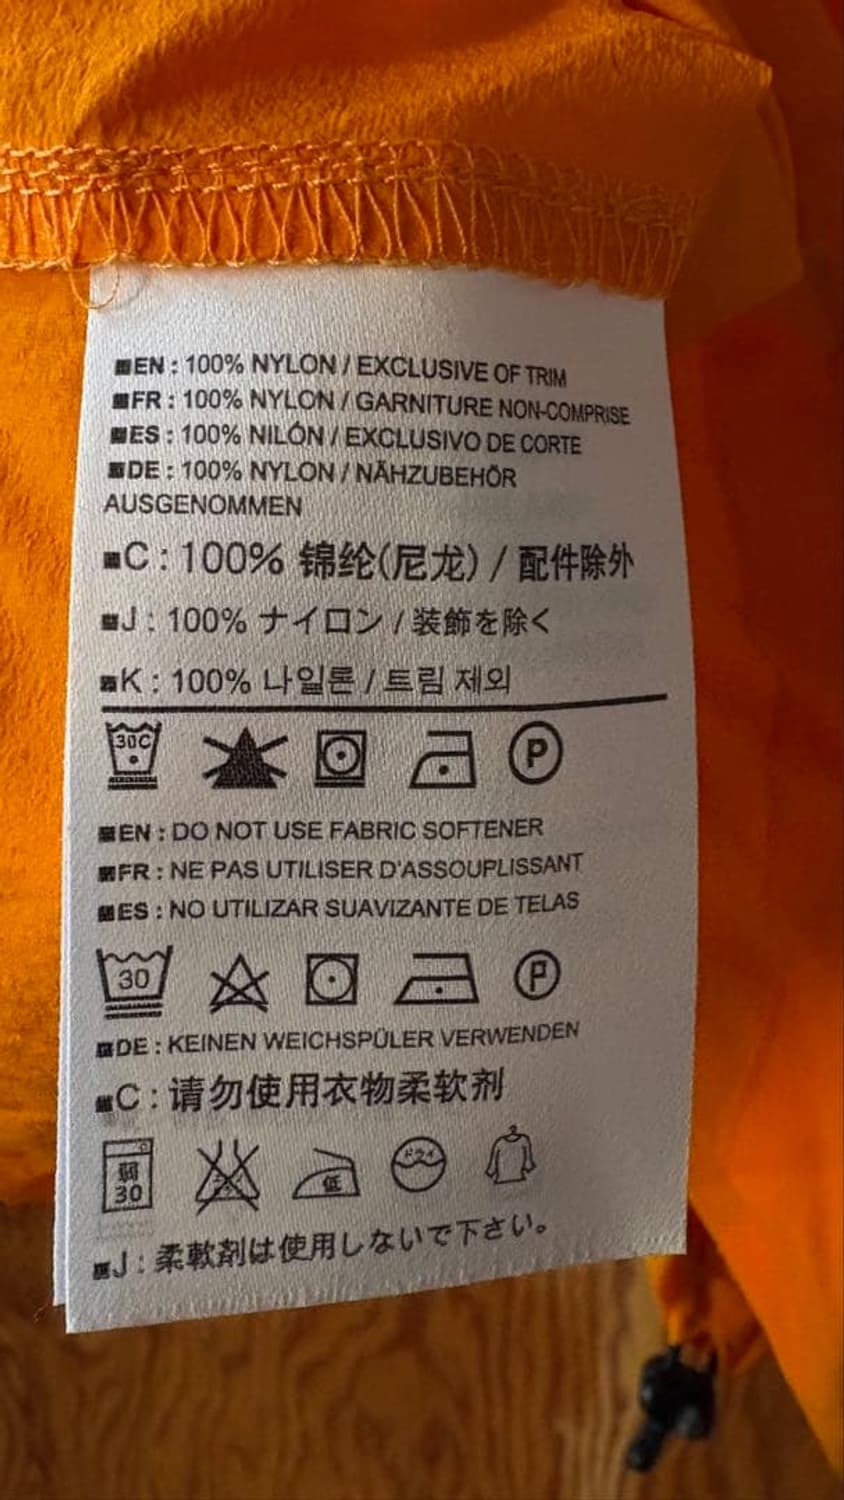 ■EN : 100% NYLON / EXCLUSIVE OF TRIM
■FR : 100% NYLON / GARNITURE NON-COMPRISE
■ES : 100% NILÓN / EXCLUSIVO DE CORTE
■DE : 100% NYLON / NÄHZUBEHÖR
AUSGENOMMEN
■C : 100% 锦纶(尼龙) / 配件除外
■J : 100% ナイロン / 装飾を除く
■K : 100% 나일론 / 트림 제외
30C P
■EN : DO NOT USE FABRIC SOFTENER
■FR : NE PAS UTILISER D'ASSOUPLISSANT
■ES : NO UTILIZAR SUAVIZANTE DE TELAS
30 P
■DE : KEINEN WEICHSPÜLER VERWENDEN
■C : 请勿使用衣物柔软剂
弱 30 低 ドライ
■J : 柔軟剤は使用しないで下さい。